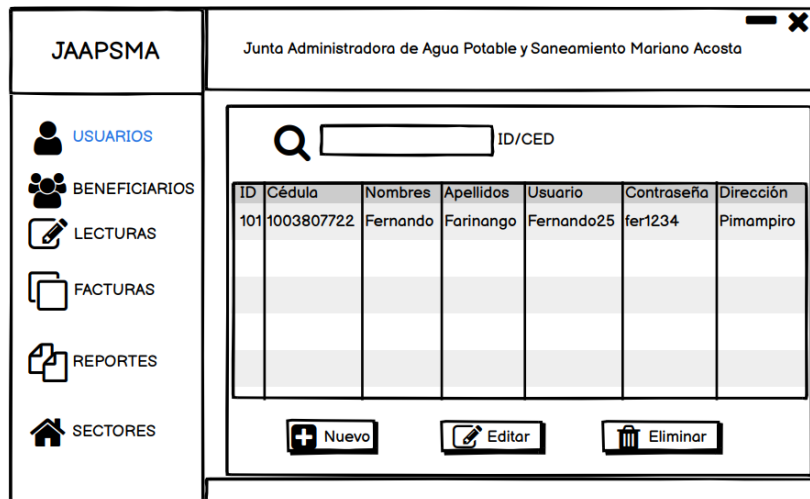 JAAPSMA
Junta Administradora de Agua Potable y Saneamiento Mariano Acosta
USUARIOS
BENEFICIARIOS
LECTURAS
FACTURAS
REPORTES
SECTORES
ID/CED
ID Cédula Nombres Apellidos Usuario Contraseña Dirección
101 1003807722 Fernando Farinango Fernando25 fer1234 Pimampiro
Nuevo Editar Eliminar